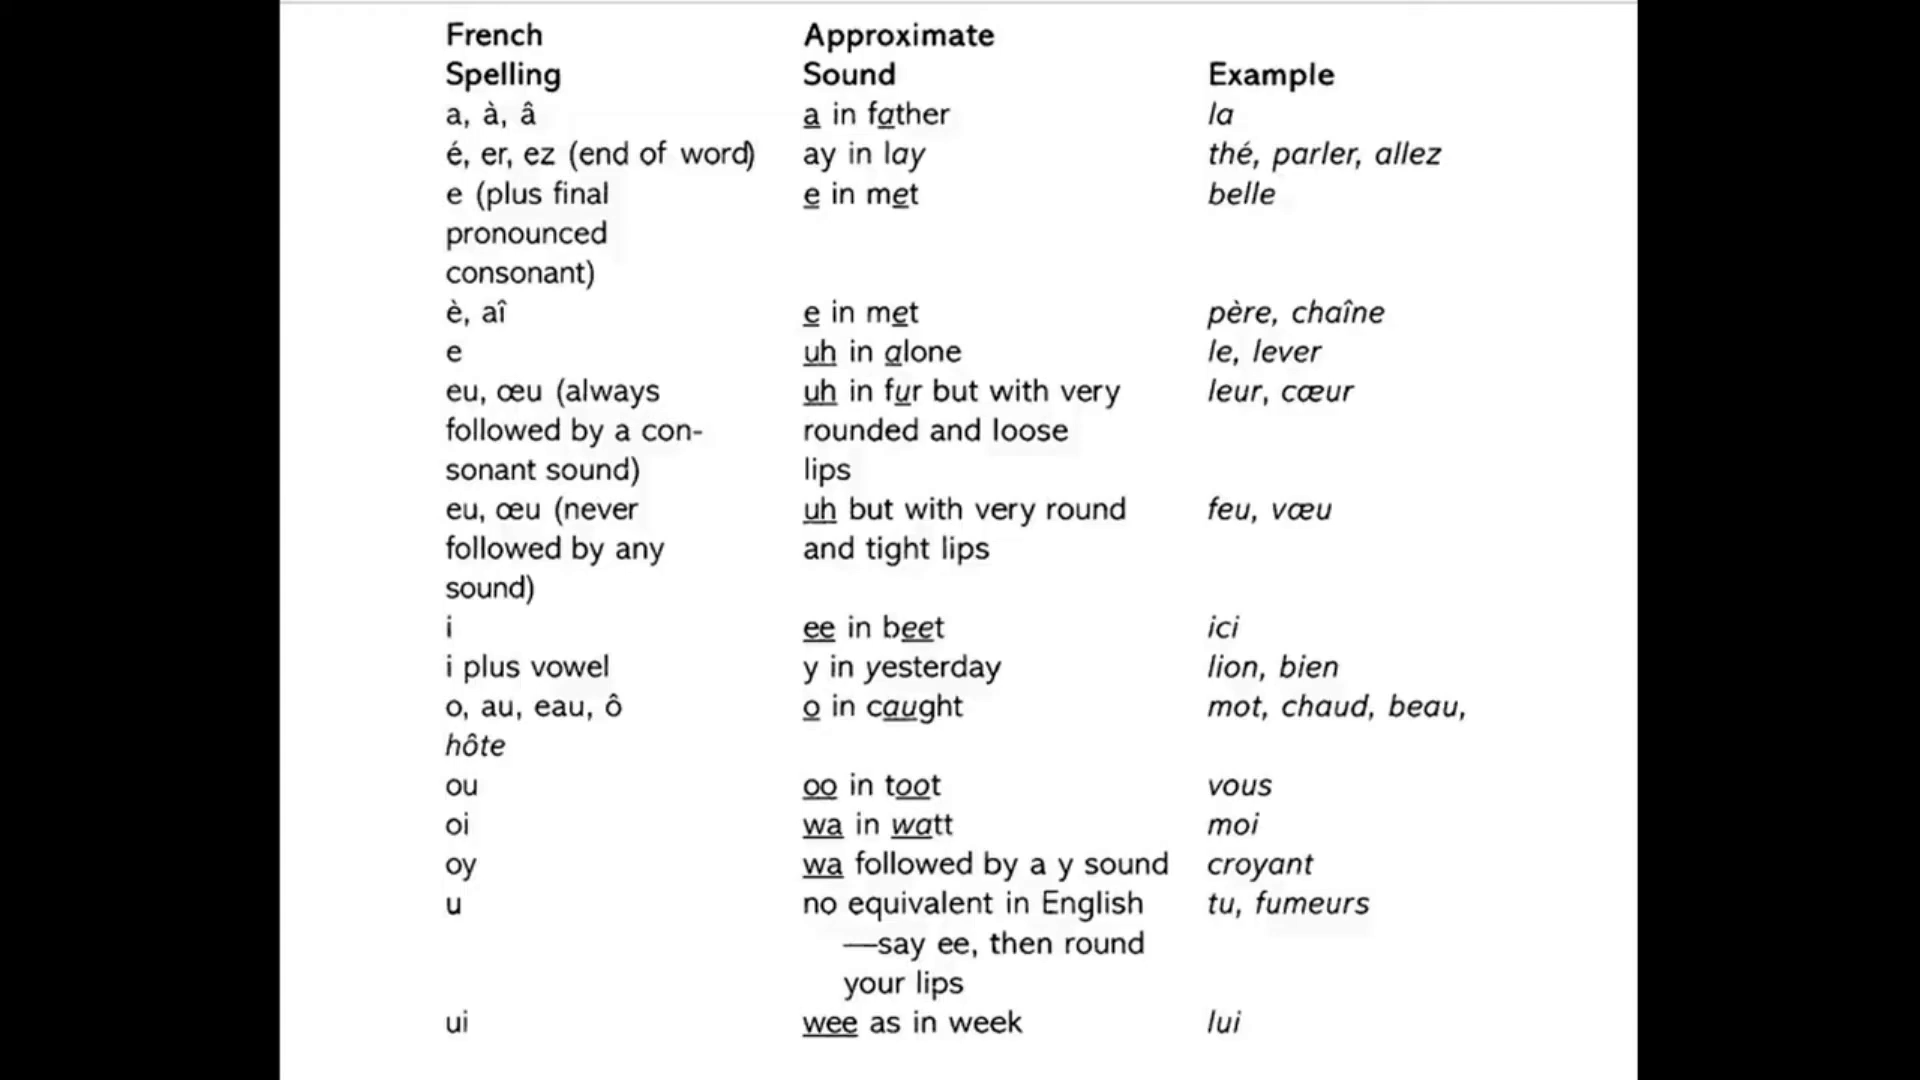 French Approximate
Spelling Sound Example
a, à, â a in father la
é, er, ez (end of word) ay in lay thé, parler, allez
e (plus final e in met belle
pronounced
consonant)
è, aî e in met père, chaîne
e uh in alone le, lever
eu, œu (always uh in fur but with very leur, cœur
followed by a con- rounded and loose
sonant sound) lips
eu, œu (never uh but with very round feu, vœu
followed by any and tight lips
sound)
i ee in beet ici
i plus vowel y in yesterday lion, bien
o, au, eau, ô o in caught mot, chaud, beau,
hôte
ou oo in toot vous
oi wa in watt moi
oy wa followed by a y sound croyant
u no equivalent in English tu, fumeurs
—say ee, then round
your lips
ui wee as in week lui